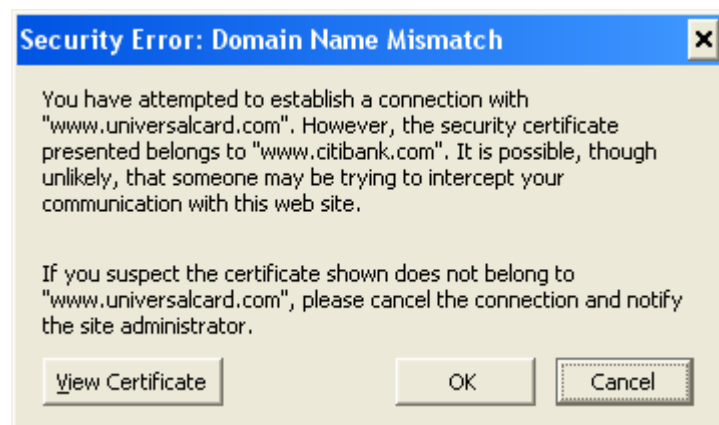 Security Error: Domain Name Mismatch
You have attempted to establish a connection with
"www.universalcard.com". However, the security certificate
presented belongs to "www.citibank.com". It is possible, though
unlikely, that someone may be trying to intercept your
communication with this web site.
If you suspect the certificate shown does not belong to
"www.universalcard.com", please cancel the connection and notify
the site administrator.
View Certificate
OK
Cancel